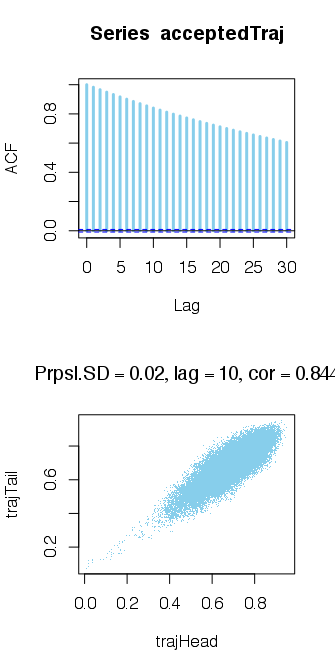 Series acceptedTraj
0.8
0.4
0.0
ACF
0 5 10 15 20 25 30
Lag
Prpsl.SD = 0.02, lag = 10, cor = 0.844
0.6
0.2
trajTail
0.0 0.2 0.4 0.6 0.8
trajHead